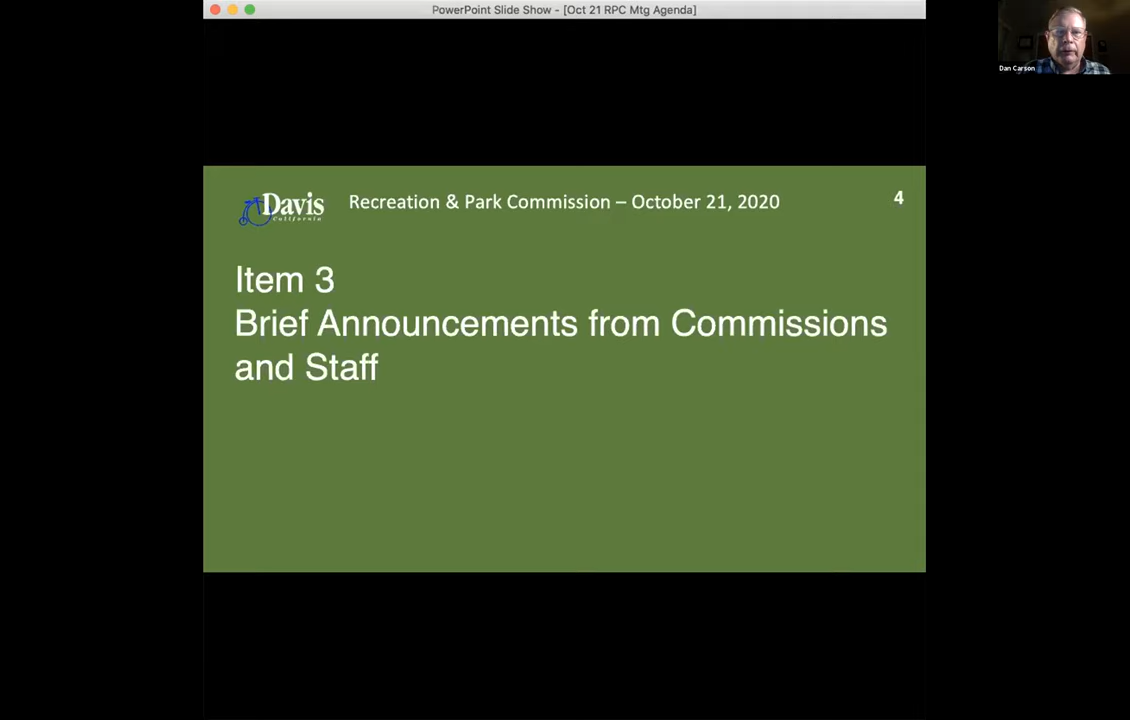 PowerPoint Slide Show - [Oct 21 RPC Mtg Agenda]
Dan Carson
Davis
California
Recreation & Park Commission – October 21, 2020
4
Item 3
Brief Announcements from Commissions
and Staff